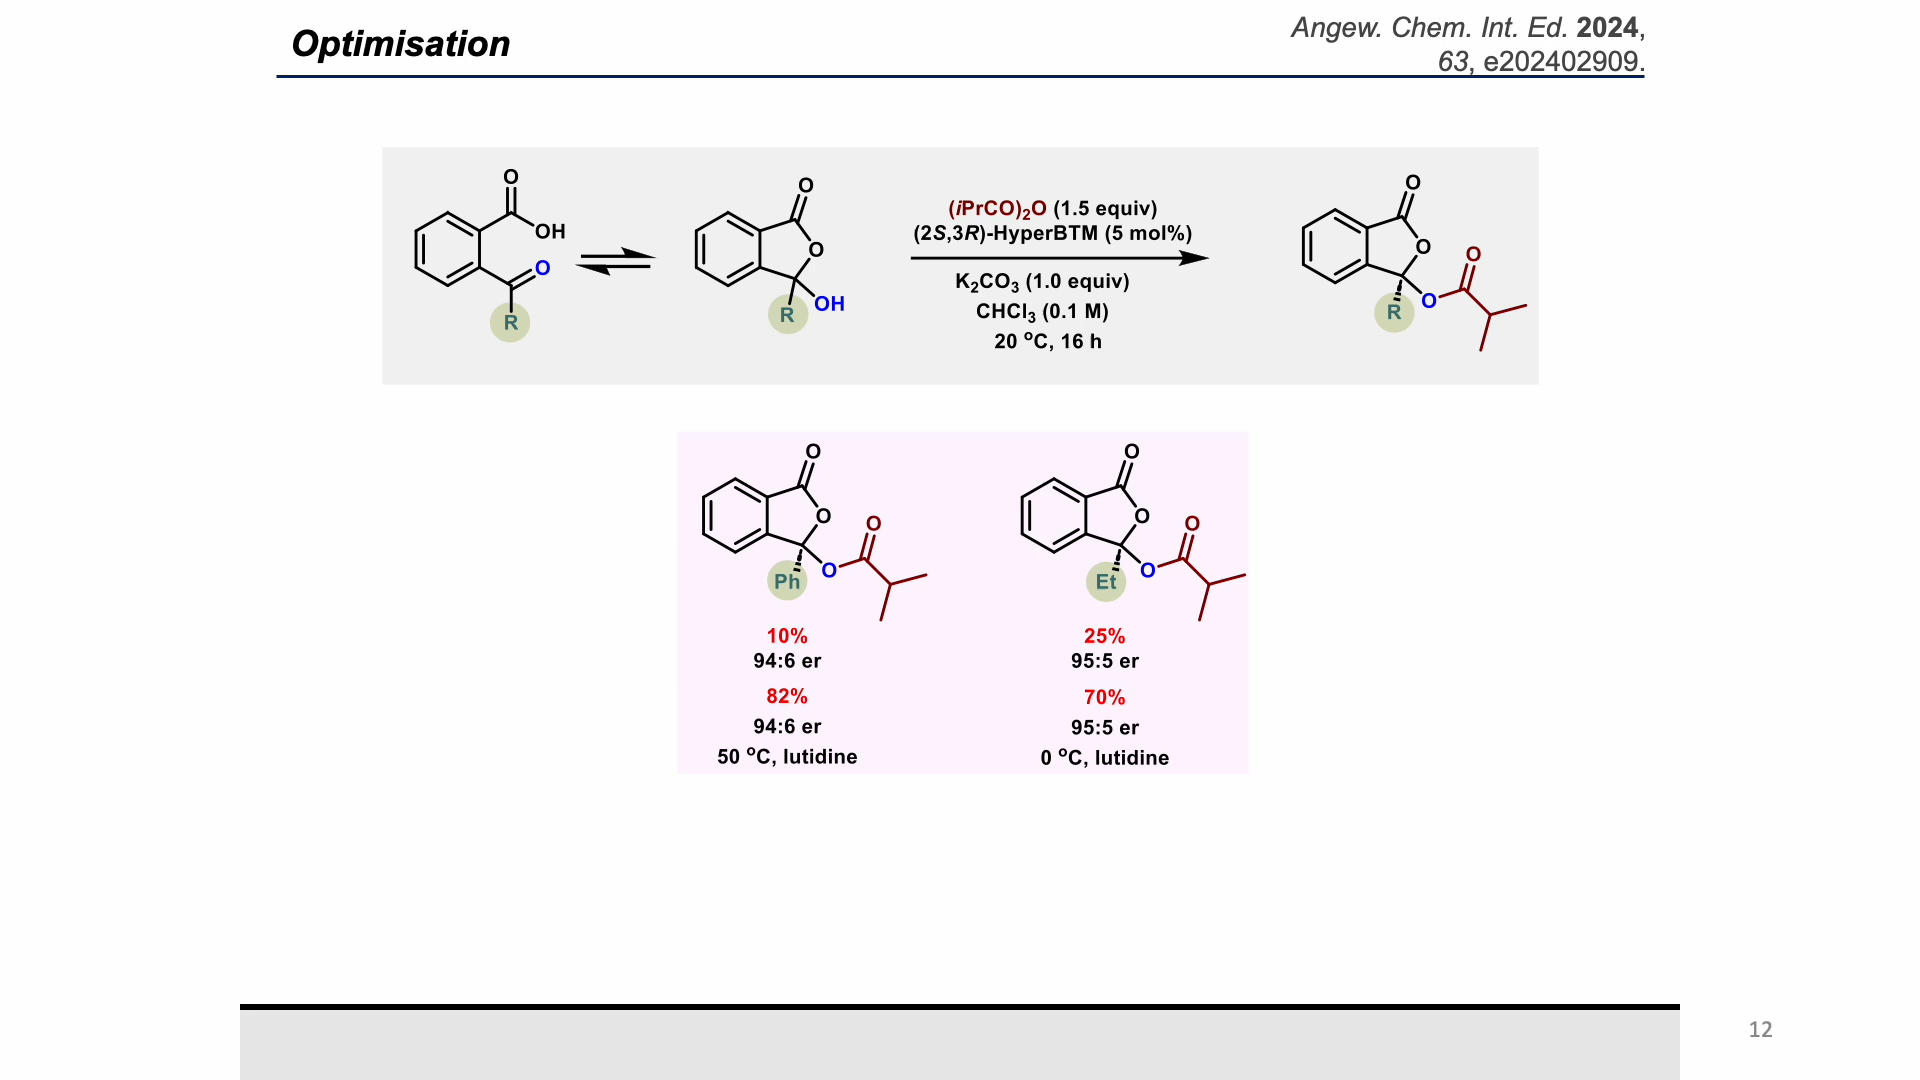 Optimisation
Angew. Chem. Int. Ed. 2024,
63, e202402909.
O
OH
O
R
O
O
OH
R
(iPrCO)₂O (1.5 equiv)
(2S,3R)-HyperBTM (5 mol%)
K₂CO₃ (1.0 equiv)
CHCl₃ (0.1 M)
20 °C, 16 h
O
O
O
O
R
O
O
O
O
Ph
10%
94:6 er
82%
94:6 er
50 °C, lutidine
O
O
O
O
Et
25%
95:5 er
70%
95:5 er
0 °C, lutidine
12